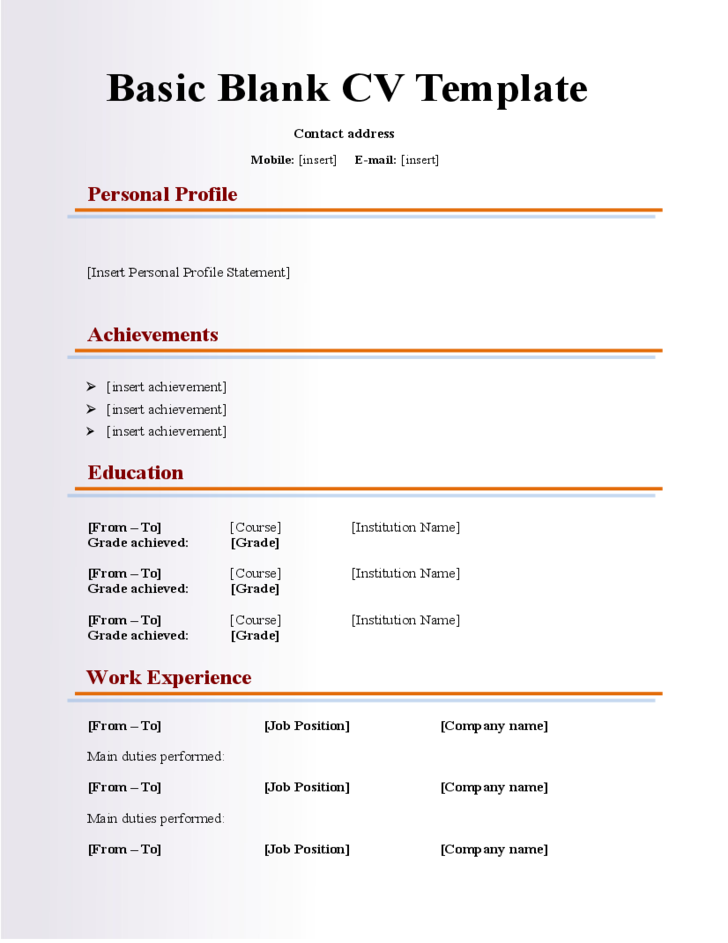 Basic Blank CV Template
Contact address
Mobile: [insert] E-mail: [insert]
Personal Profile
[Insert Personal Profile Statement]
Achievements
➢ [insert achievement]
➢ [insert achievement]
➢ [insert achievement]
Education
[From – To] [Course] [Institution Name]
Grade achieved: [Grade]
[From – To] [Course] [Institution Name]
Grade achieved: [Grade]
[From – To] [Course] [Institution Name]
Grade achieved: [Grade]
Work Experience
[From – To] [Job Position] [Company name]
Main duties performed:
[From – To] [Job Position] [Company name]
Main duties performed:
[From – To] [Job Position] [Company name]